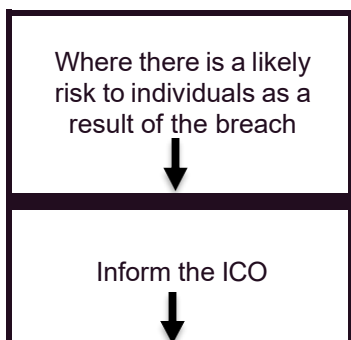 Where there is a likely
risk to individuals as a
result of the breach
Inform the ICO